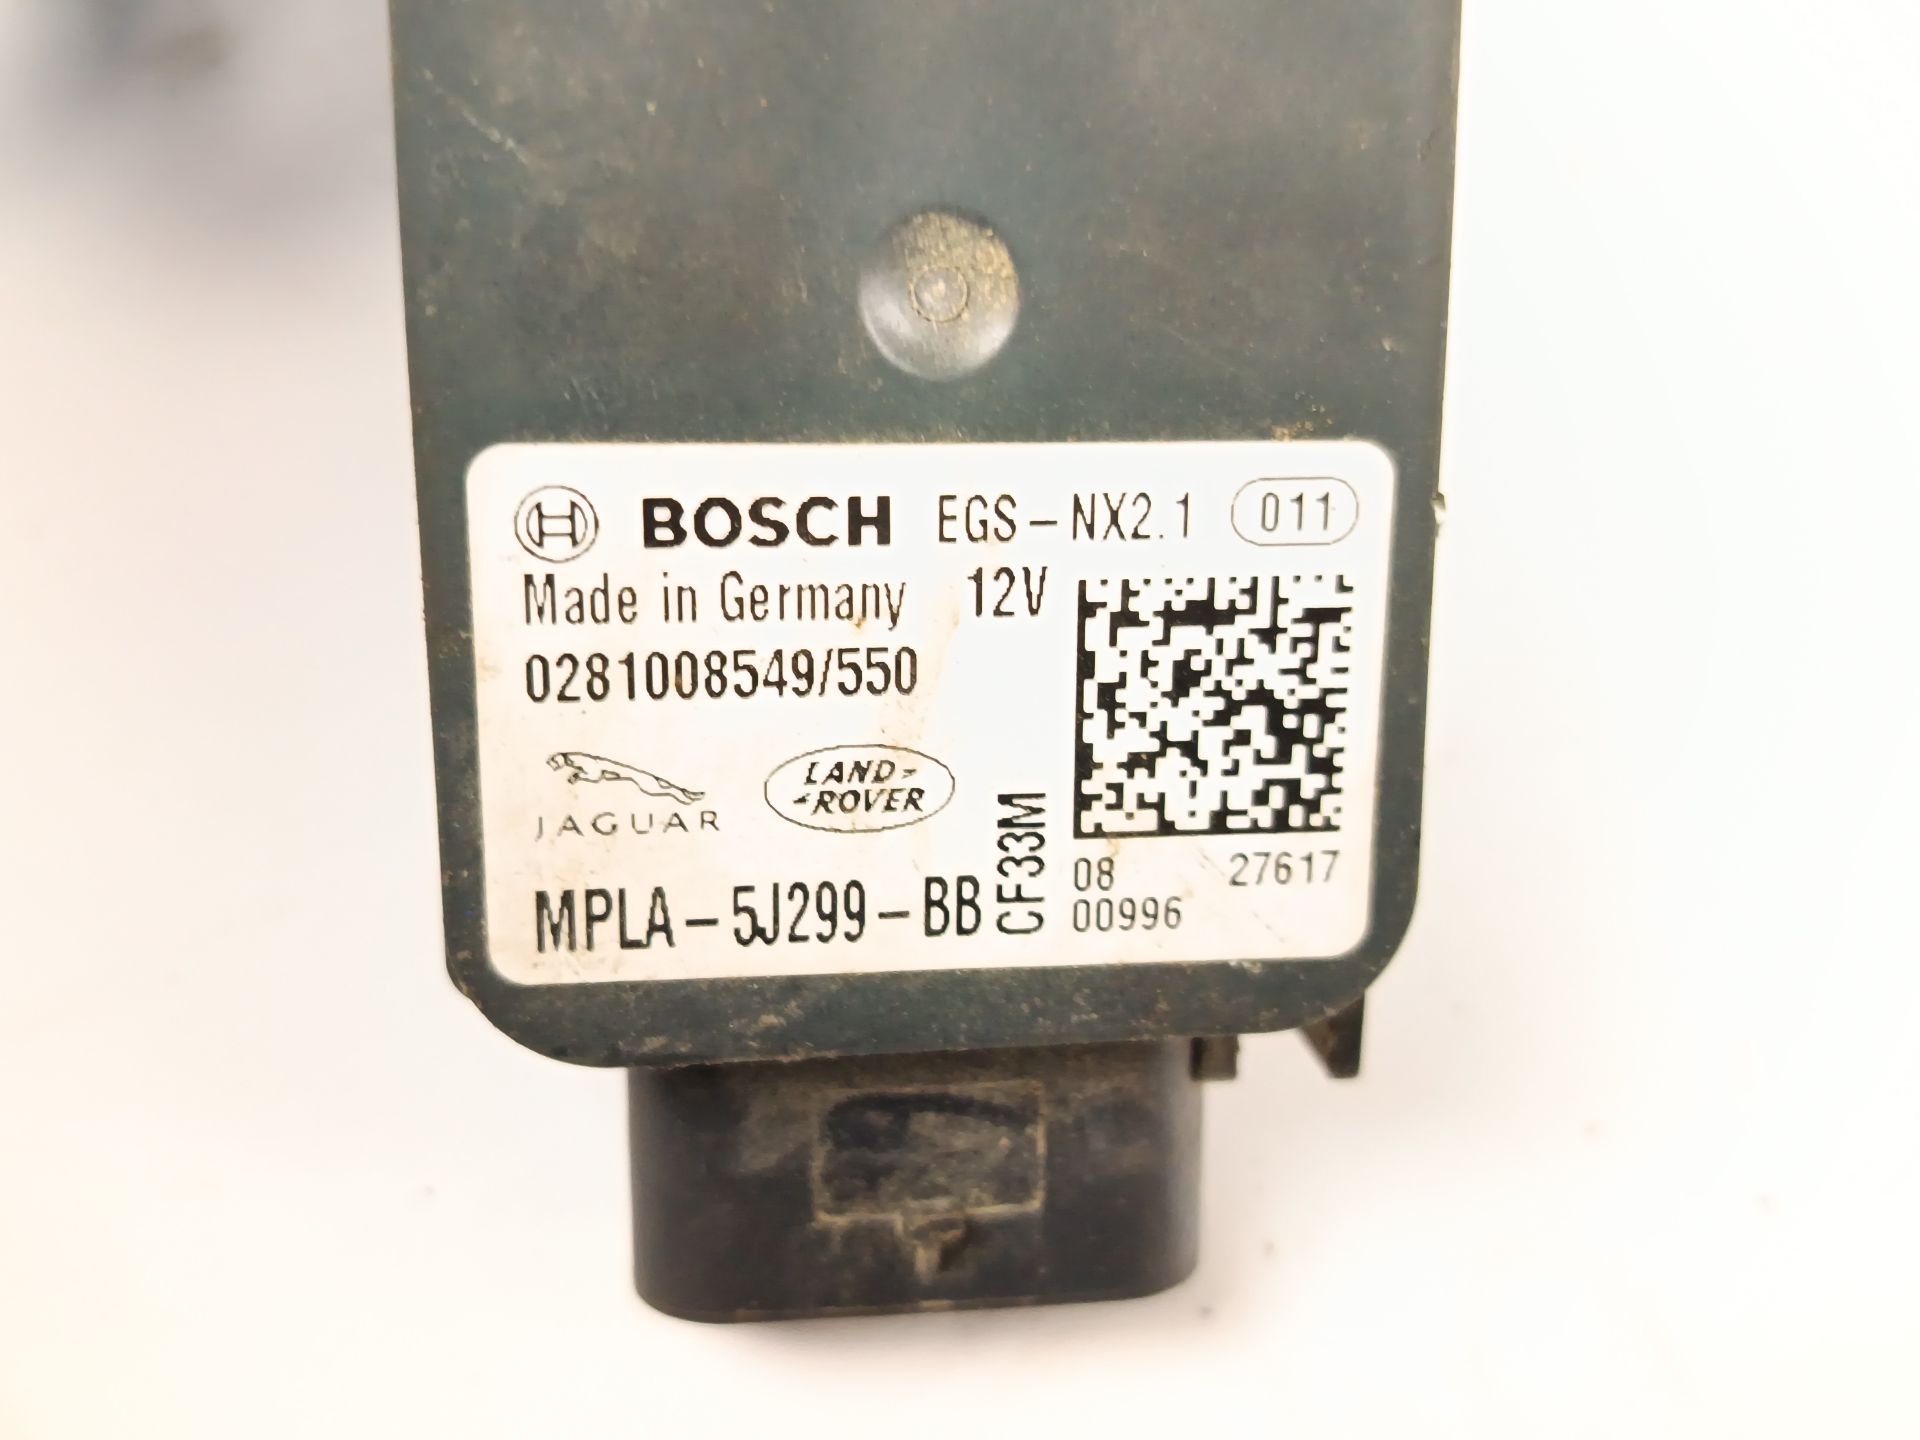 BOSCH EGS-NX2.1 011
Made in Germany 12V
0281008549/550
JAGUAR
LAND-
-ROVER
MPLA-5J299-BB
CF33M
08 27617
00996